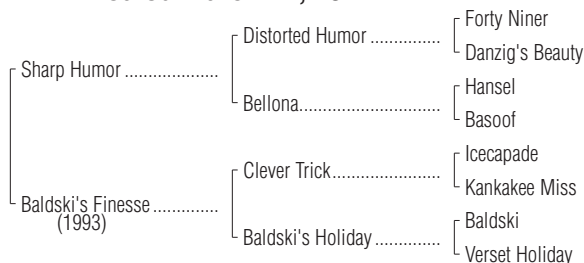 Forty Niner
Distorted Humor
Danzig's Beauty
Sharp Humor
Hansel
Bellona
Basoof
Icecapade
Clever Trick
Kankakee Miss
Baldski's Finesse
(1993)
Baldski
Baldski's Holiday
Verset Holiday